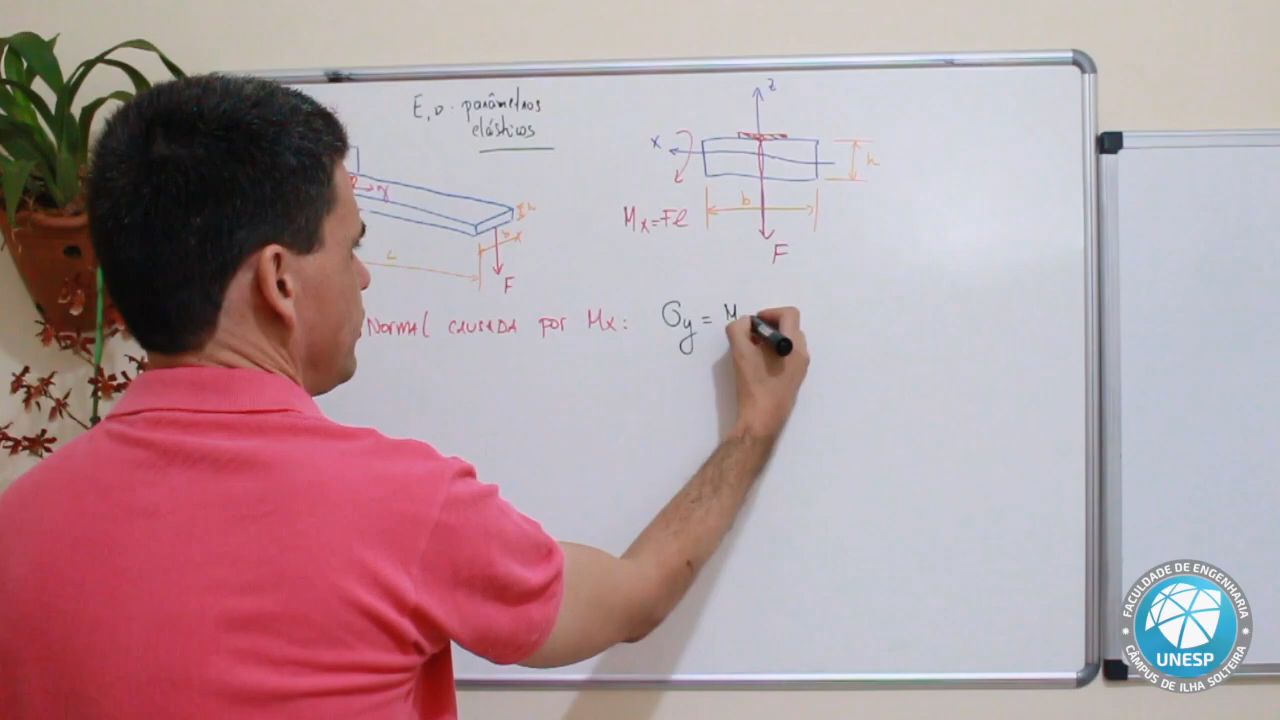 E, ν - parâmetros
elásticos
z
x
h
b
Mx = Fl
F
h
b
L
F
Normal causada por Mx: σy = M
FACULDADE DE ENGENHARIA
UNESP
CÂMPUS DE ILHA SOLTEIRA